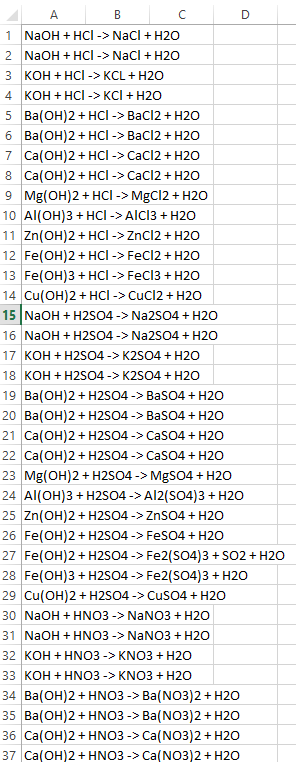 A B C D
1 NaOH + HCl -> NaCl + H2O
2 NaOH + HCl -> NaCl + H2O
3 KOH + HCl -> KCL + H2O
4 KOH + HCl -> KCl + H2O
5 Ba(OH)2 + HCl -> BaCl2 + H2O
6 Ba(OH)2 + HCl -> BaCl2 + H2O
7 Ca(OH)2 + HCl -> CaCl2 + H2O
8 Ca(OH)2 + HCl -> CaCl2 + H2O
9 Mg(OH)2 + HCl -> MgCl2 + H2O
10 Al(OH)3 + HCl -> AlCl3 + H2O
11 Zn(OH)2 + HCl -> ZnCl2 + H2O
12 Fe(OH)2 + HCl -> FeCl2 + H2O
13 Fe(OH)3 + HCl -> FeCl3 + H2O
14 Cu(OH)2 + HCl -> CuCl2 + H2O
15 NaOH + H2SO4 -> Na2SO4 + H2O
16 NaOH + H2SO4 -> Na2SO4 + H2O
17 KOH + H2SO4 -> K2SO4 + H2O
18 KOH + H2SO4 -> K2SO4 + H2O
19 Ba(OH)2 + H2SO4 -> BaSO4 + H2O
20 Ba(OH)2 + H2SO4 -> BaSO4 + H2O
21 Ca(OH)2 + H2SO4 -> CaSO4 + H2O
22 Ca(OH)2 + H2SO4 -> CaSO4 + H2O
23 Mg(OH)2 + H2SO4 -> MgSO4 + H2O
24 Al(OH)3 + H2SO4 -> Al2(SO4)3 + H2O
25 Zn(OH)2 + H2SO4 -> ZnSO4 + H2O
26 Fe(OH)2 + H2SO4 -> FeSO4 + H2O
27 Fe(OH)2 + H2SO4 -> Fe2(SO4)3 + SO2 + H2O
28 Fe(OH)3 + H2SO4 -> Fe2(SO4)3 + H2O
29 Cu(OH)2 + H2SO4 -> CuSO4 + H2O
30 NaOH + HNO3 -> NaNO3 + H2O
31 NaOH + HNO3 -> NaNO3 + H2O
32 KOH + HNO3 -> KNO3 + H2O
33 KOH + HNO3 -> KNO3 + H2O
34 Ba(OH)2 + HNO3 -> Ba(NO3)2 + H2O
35 Ba(OH)2 + HNO3 -> Ba(NO3)2 + H2O
36 Ca(OH)2 + HNO3 -> Ca(NO3)2 + H2O
37 Ca(OH)2 + HNO3 -> Ca(NO3)2 + H2O